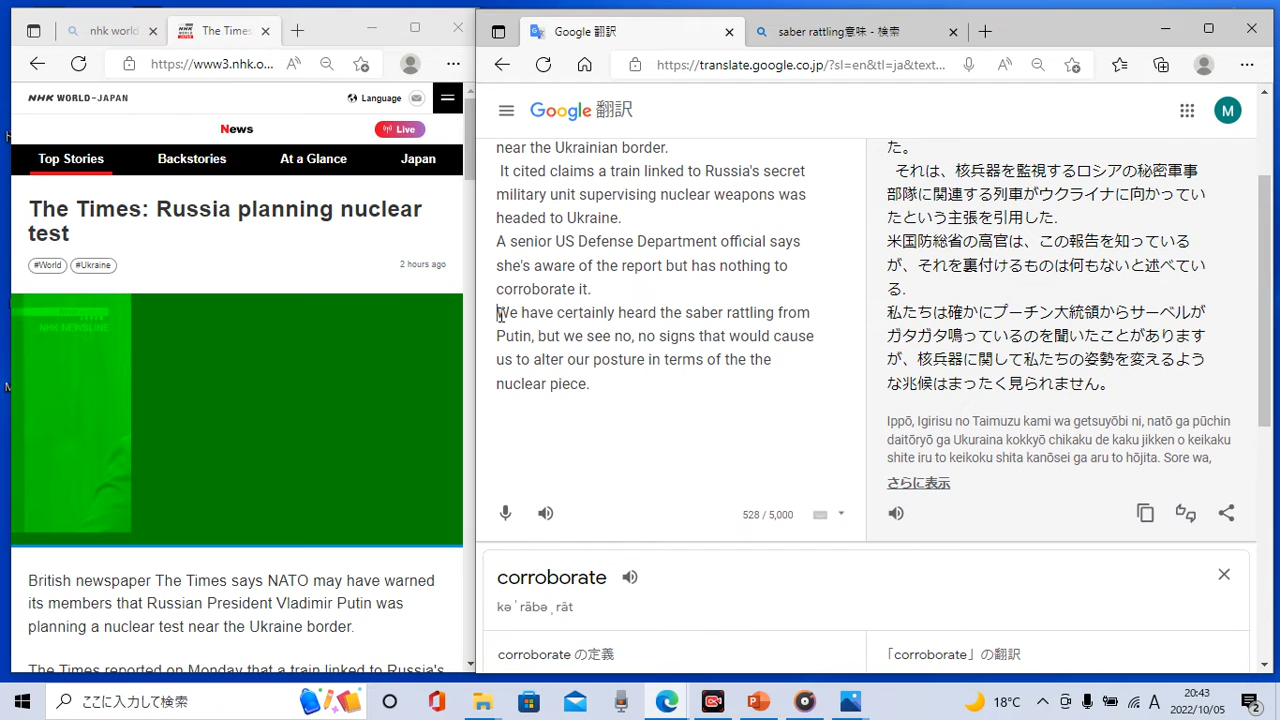 nhk world
The Times
https://www3.nhk.o...
NHK WORLD-JAPAN
Language
News
Live
Top Stories
Backstories
At a Glance
Japan
The Times: Russia planning nuclear
test
#World
#Ukraine
2 hours ago
NHK NEWSLINE
British newspaper The Times says NATO may have warned
its members that Russian President Vladimir Putin was
planning a nuclear test near the Ukraine border.
The Times reported on Monday that a train linked to Russia's
Google 翻訳
saber rattling意味 - 検索
https://translate.google.co.jp/?sl=en&tl=ja&text...
Google 翻訳
M
near the Ukrainian border.
It cited claims a train linked to Russia's secret
military unit supervising nuclear weapons was
headed to Ukraine.
A senior US Defense Department official says
she's aware of the report but has nothing to
corroborate it.
We have certainly heard the saber rattling from
Putin, but we see no, no signs that would cause
us to alter our posture in terms of the the
nuclear piece.
528 / 5,000
た。
それは、核兵器を監視するロシアの秘密軍事
部隊に関連する列車がウクライナに向かってい
たという主張を引用した.
米国防総省の高官は、この報告を知っている
が、それを裏付けるものは何もないと述べてい
る.
私たちは確かにプーチン大統領からサーベルが
ガタガタ鳴っているのを聞いたことがあります
が、核兵器に関して私たちの姿勢を変えるよう
な兆候はまったく見られません。
Ippō, Igirisu no Taimuzu kami wa getsuyōbi ni, natō ga pūchin
daitōryō ga Ukuraina kokkyō chikaku de kaku jikken o keikaku
shite iru to keikoku shita kanōsei ga aru to hōjita. Sore wa,
さらに表示
corroborate
kəˈräbəˌrāt
corroborate の定義
「corroborate」の翻訳
ここに入力して検索
18°C
A
20:43
2022/10/05
2